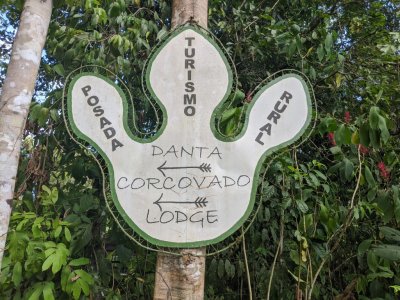 POSADA
TURISMO
RURAL
DANTA
CORCOVADO
LODGE